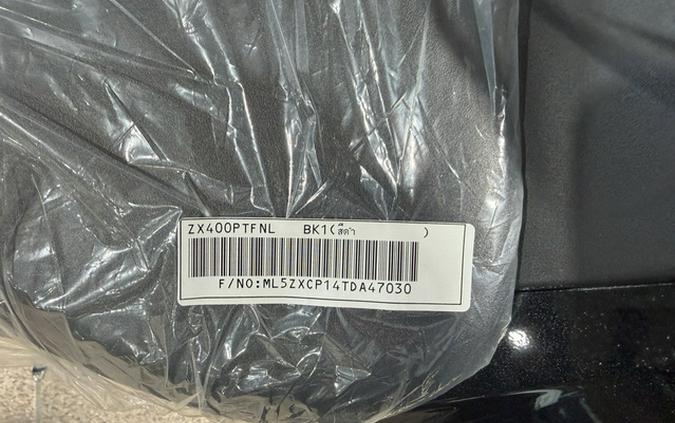 ZX400PTFNL BK1(สีดำ )
F/NO:ML5ZXCP14TDA47030